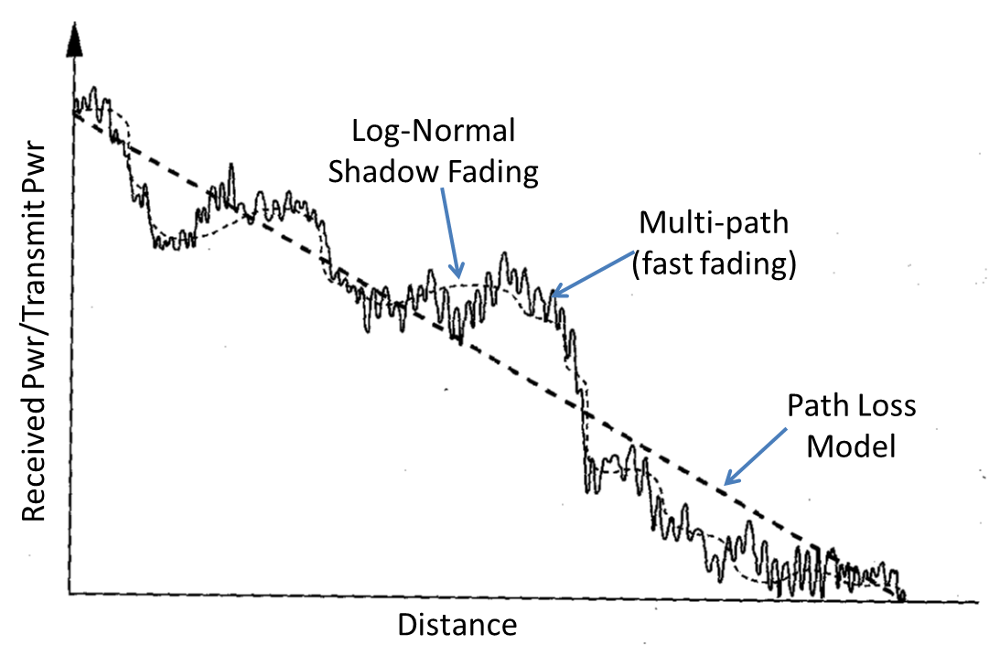 Log-Normal
Shadow Fading
Multi-path
(fast fading)
Received Pwr/Transmit Pwr
Path Loss
Model
Distance